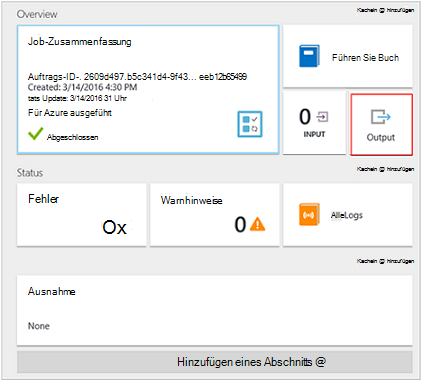 Overview
Kacheln @ hinzufügen
Job-Zusammenfassung
Auftrags-ID-. 2609d497.b5c341d4-9f43... eeb12b65499
Created: 3/14/2016 4:30 PM
tats Update: 3/14/2016 31 Uhr
Für Azure ausgefüht
Abgeschlossen
Führen Sie Buch
0
INPUT
Output
Status
Kacheln @ hinzufügen
Fehler
Ox
Warnhinweise
0
AlleLogs
Kacheln @ hinzufügen
Ausnahme
None
Hinzufügen eines Abschnitts @